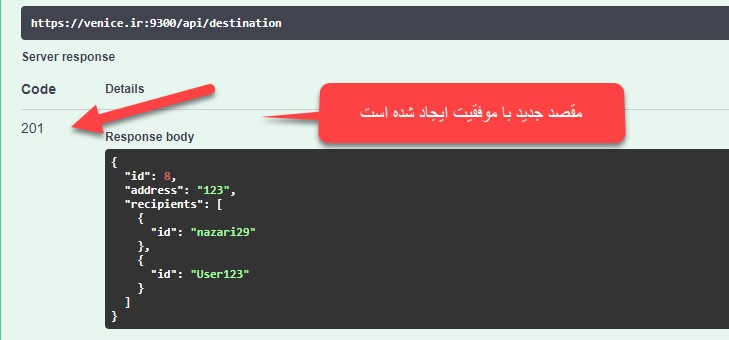 https://venice.ir:9300/api/destination
Server response
Code Details
مقصد جدید با موفقیت ایجاد شده است
201
Response body
{
  "id": 8,
  "address": "123",
  "recipients": [
    {
      "id": "nazari29"
    },
    {
      "id": "User123"
    }
  ]
}